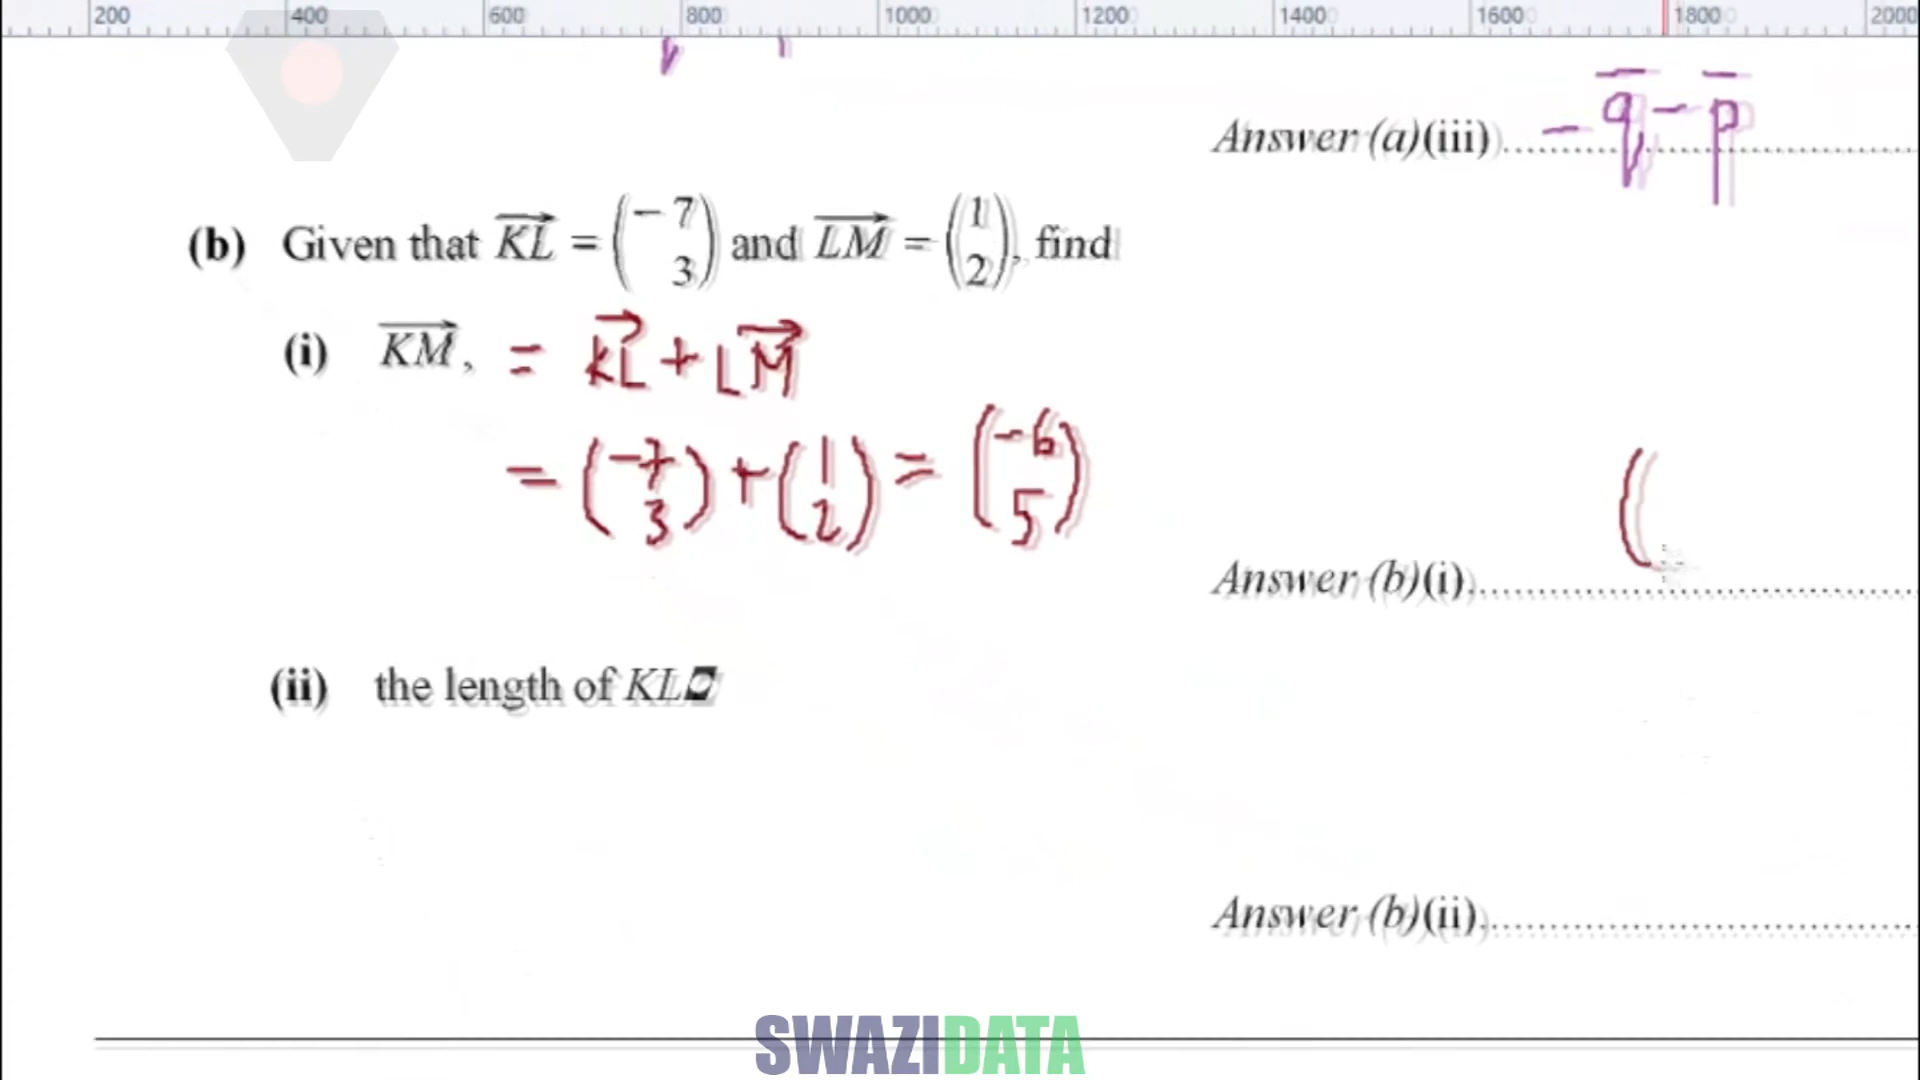 200 400 600 800 1000 1200 1400 1600 1800 2000
Answer (a)(iii) -q̅ - p̅
(b) Given that KL⃗ = (-7 3) and LM⃗ = (1 2), find
(i) KM⃗, = KL⃗ + LM⃗
= (-7 3) + (1 2) = (-6 5)
(
Answer (b)(i)
(ii) the length of KL
Answer (b)(ii)
SWAZIDATA